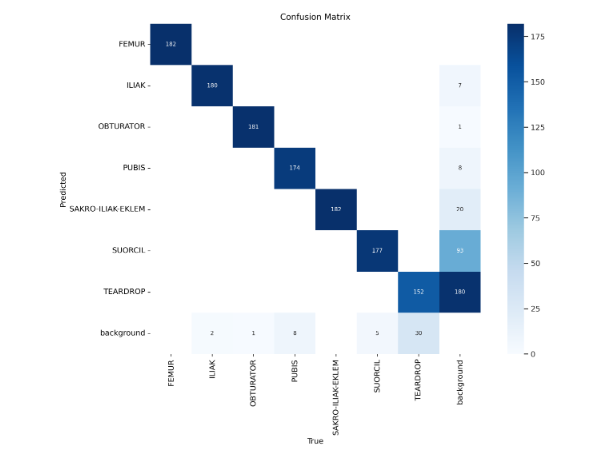 Confusion Matrix
FEMUR
182
175
ILIAK
180
7
150
OBTURATOR
181
1
125
PUBIS
174
8
100
Predicted
SAKRO-ILIAK-EKLEM
182
20
75
SUORCIL
177
93
50
TEARDROP
152
180
25
background
2
1
8
5
30
0
FEMUR
ILIAK
OBTURATOR
PUBIS
SAKRO-ILIAK-EKLEM
SUORCIL
TEARDROP
background
True